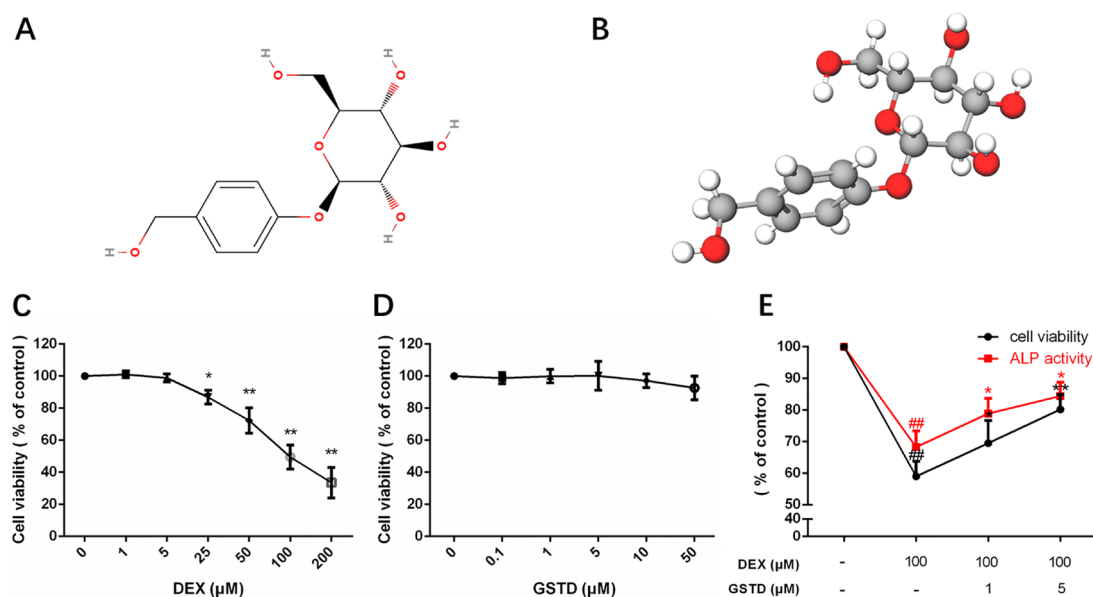 A
B
H
H
O
O
H
O
O
O
O
H
H
O
C
D
E
cell viability
ALP activity
Cell viability ( % of control )
120
100
80
60
40
20
0
*
**
**
**
0
1
5
25
50
100
200
DEX (μM)
Cell viability ( % of control )
120
100
80
60
40
20
0
0
0.1
1
5
10
50
GSTD (μM)
( % of control )
100
90
80
70
60
50
40
0
##
##
*
*
*
**
DEX (μM)
-
100
100
100
GSTD (μM)
-
-
1
5